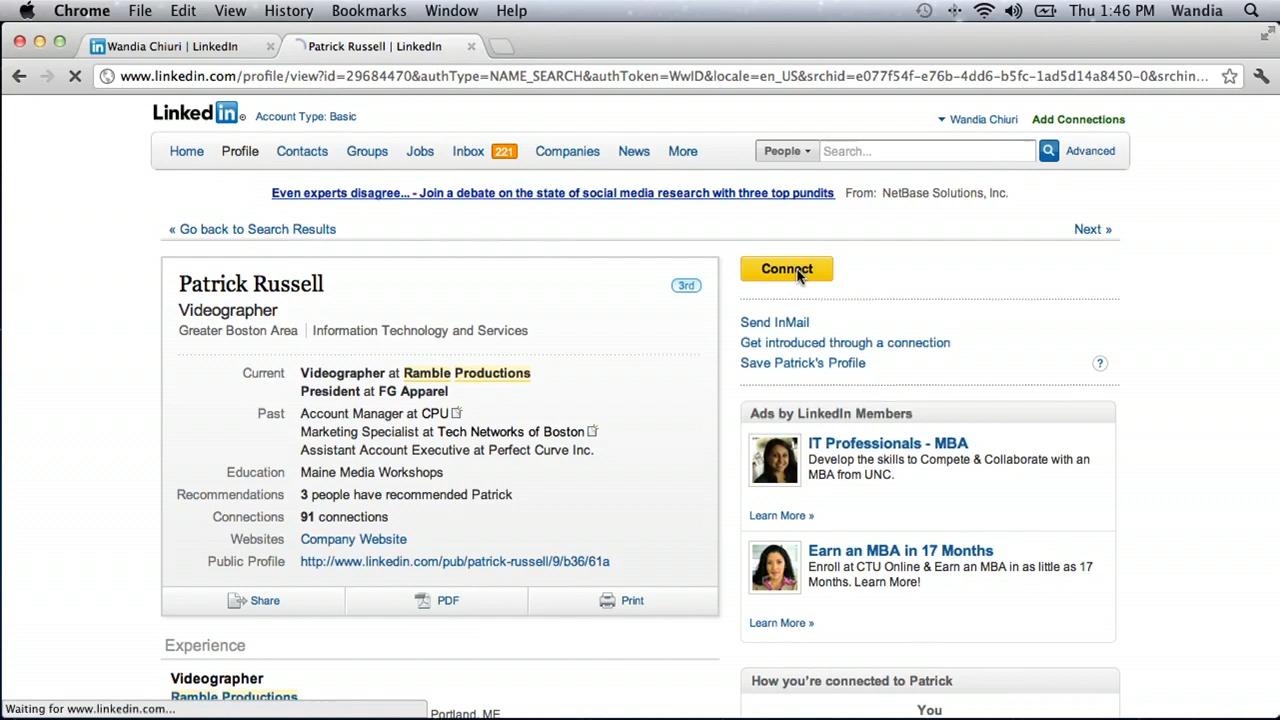 Chrome File Edit View History Bookmarks Window Help Thu 1:46 PM Wandia
Wandia Chiuri | LinkedIn Patrick Russell | LinkedIn
www.linkedin.com/profile/view?id=29684470&authType=NAME_SEARCH&authToken=WwID&locale=en_US&srchid=e077f54f-e76b-4dd6-b5fc-1ad5d14a8450-0&srchin...
Linked in Account Type: Basic Wandia Chiuri Add Connections
Home Profile Contacts Groups Jobs Inbox 221 Companies News More People Search... Advanced
Even experts disagree... - Join a debate on the state of social media research with three top pundits From: NetBase Solutions, Inc.
« Go back to Search Results Next »
Patrick Russell 3rd
Videographer
Greater Boston Area | Information Technology and Services
Current Videographer at Ramble Productions
President at FG Apparel
Past Account Manager at CPU
Marketing Specialist at Tech Networks of Boston
Assistant Account Executive at Perfect Curve Inc.
Education Maine Media Workshops
Recommendations 3 people have recommended Patrick
Connections 91 connections
Websites Company Website
Public Profile http://www.linkedin.com/pub/patrick-russell/9/b36/61a
Share PDF Print
Experience
Videographer
Ramble Productions
Portland, ME
Connect
Send InMail
Get introduced through a connection
Save Patrick's Profile ?
Ads by LinkedIn Members
IT Professionals - MBA
Develop the skills to Compete & Collaborate with an
MBA from UNC.
Learn More »
Earn an MBA in 17 Months
Enroll at CTU Online & Earn an MBA in as little as 17
Months. Learn More!
Learn More »
How you're connected to Patrick
You
Waiting for www.linkedin.com...